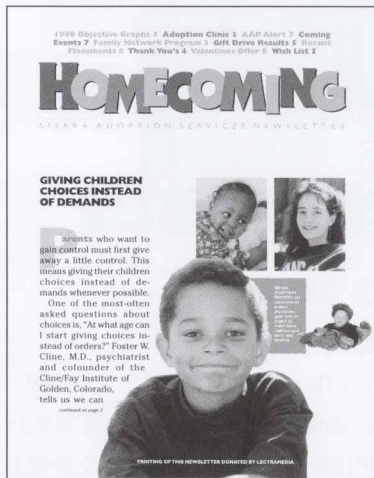 1999 Objective Graphs 3 Adoption Clinic 3 AAP Alert 7 Coming
Events 7 Family Network Program 3 Gift Drive Results 5 Recent
Placements 6 Thank You's 4 Valentines Offer 8 Wish List 5
HOMECOMING
SIERRA ADOPTION SERVICES NEWSLETTER
GIVING CHILDREN
CHOICES INSTEAD
OF DEMANDS
Parents who want to
gain control must first give
away a little control. This
means giving their children
choices instead of de-
mands whenever possible.
One of the most-often
asked questions about
choices is, "At what age can
I start giving choices in-
stead of orders?" Foster W.
Cline, M.D., psychiatrist
and cofounder of the
Cline/Fay Institute of
Golden, Colorado,
tells us we can
continued on page 2
PRINTING OF THIS NEWSLETTER DONATED BY LECTRAMEDIA